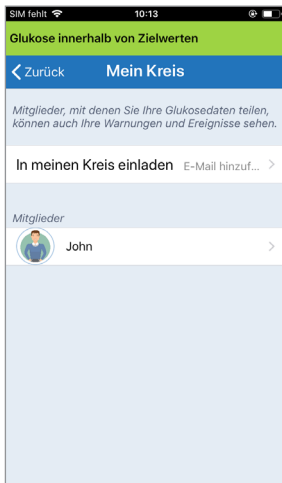 SIM fehlt 10:13
Glukose innerhalb von Zielwerten
Zurück Mein Kreis
Mitglieder, mit denen Sie Ihre Glukosedaten teilen,
können auch Ihre Warnungen und Ereignisse sehen.
In meinen Kreis einladen E-Mail hinzuf...
Mitglieder
John